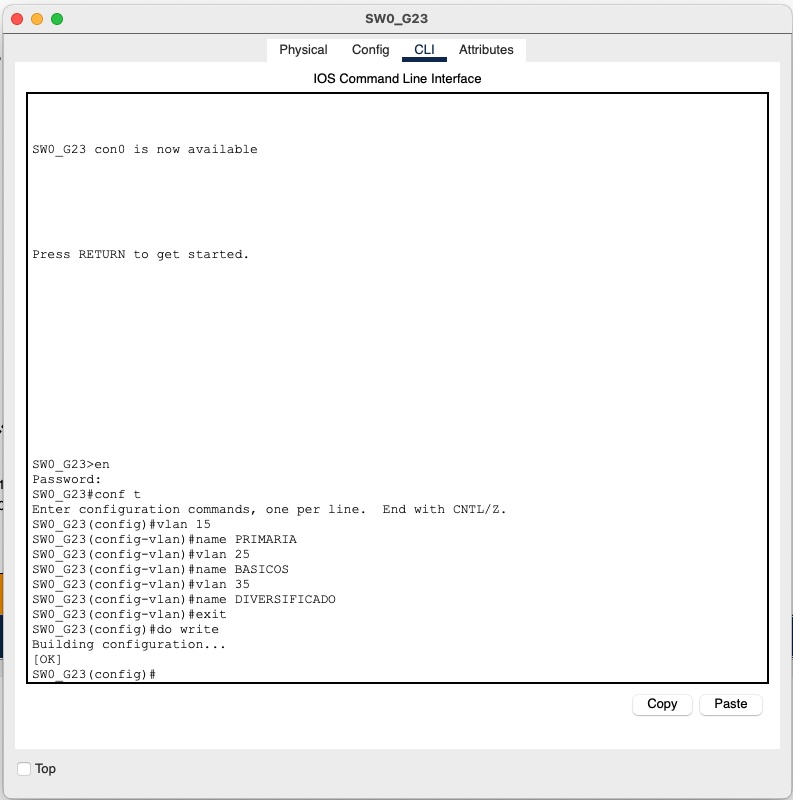 SW0_G23
Physical Config CLI Attributes
IOS Command Line Interface
SW0_G23 con0 is now available
Press RETURN to get started.
SW0_G23>en
Password:
SW0_G23#conf t
Enter configuration commands, one per line.  End with CNTL/Z.
SW0_G23(config)#vlan 15
SW0_G23(config-vlan)#name PRIMARIA
SW0_G23(config-vlan)#vlan 25
SW0_G23(config-vlan)#name BASICOS
SW0_G23(config-vlan)#vlan 35
SW0_G23(config-vlan)#name DIVERSIFICADO
SW0_G23(config-vlan)#exit
SW0_G23(config)#do write
Building configuration...
[OK]
SW0_G23(config)#
Copy Paste
Top